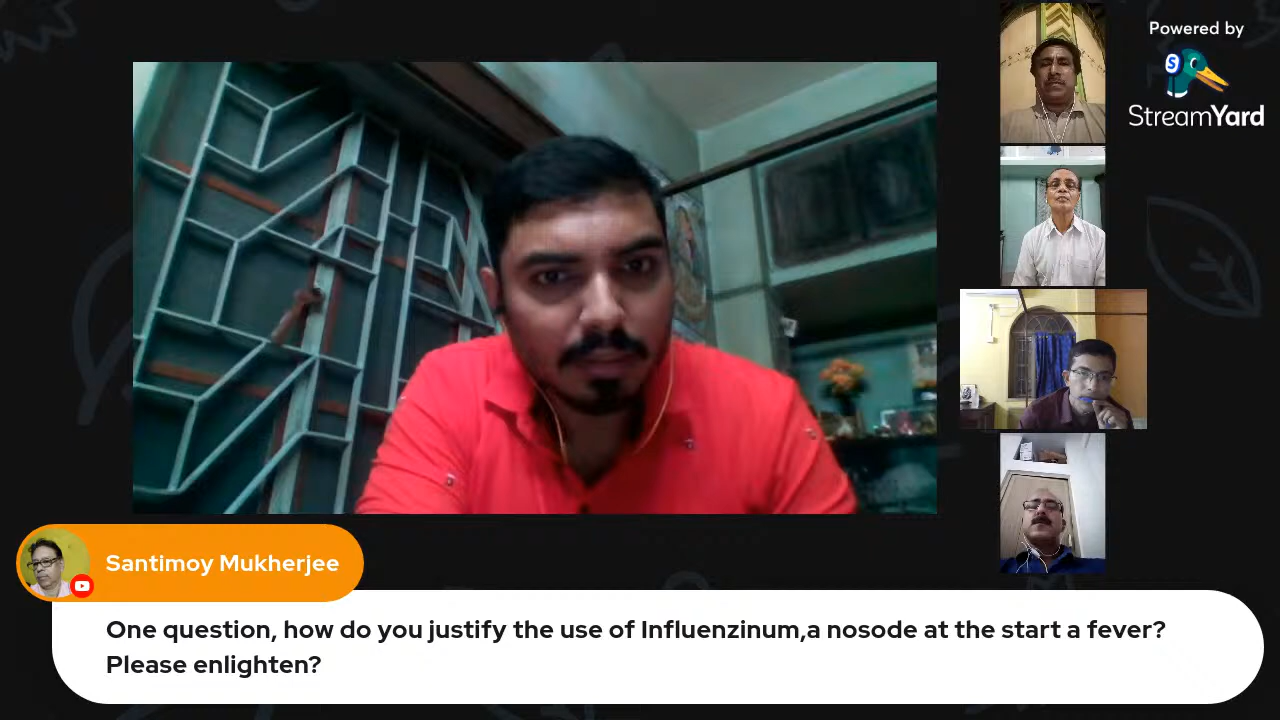 Powered by
StreamYard
Santimoy Mukherjee
One question, how do you justify the use of Influenzinum,a nosode at the start a fever?
Please enlighten?